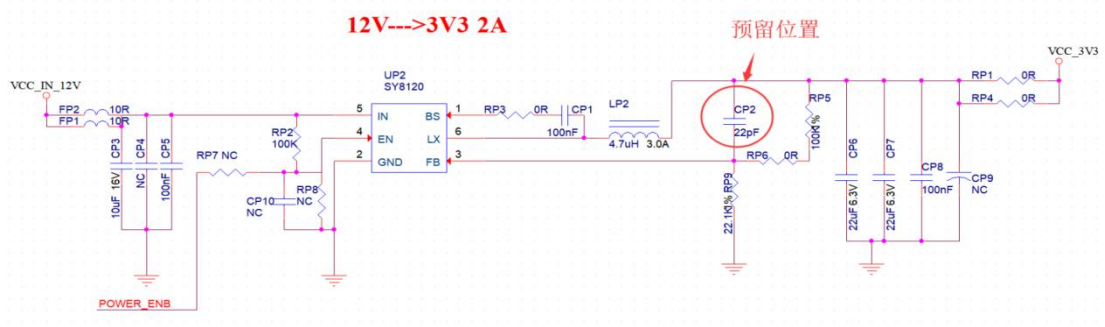 12V--->3V3 2A
预留位置
VCC_IN_12V
VCC_3V3
FP2
10R
FP1
10R
CP3
10uF 16V
CP4
NC
CP5
100nF
RP2
100K
RP7 NC
CP10
NC
RP8
NC
POWER_ENB
UP2
SY8120
5
IN
BS
1
4
EN
LX
6
2
GND
FB
3
RP3
0R
CP1
100nF
LP2
4.7uH
3.0A
CP2
22pF
RP5
100K1%
RP6
0R
RP9
22.1K1%
CP6
22uF 6.3V
CP7
22uF 6.3V
CP8
100nF
CP9
NC
RP1
0R
RP4
0R